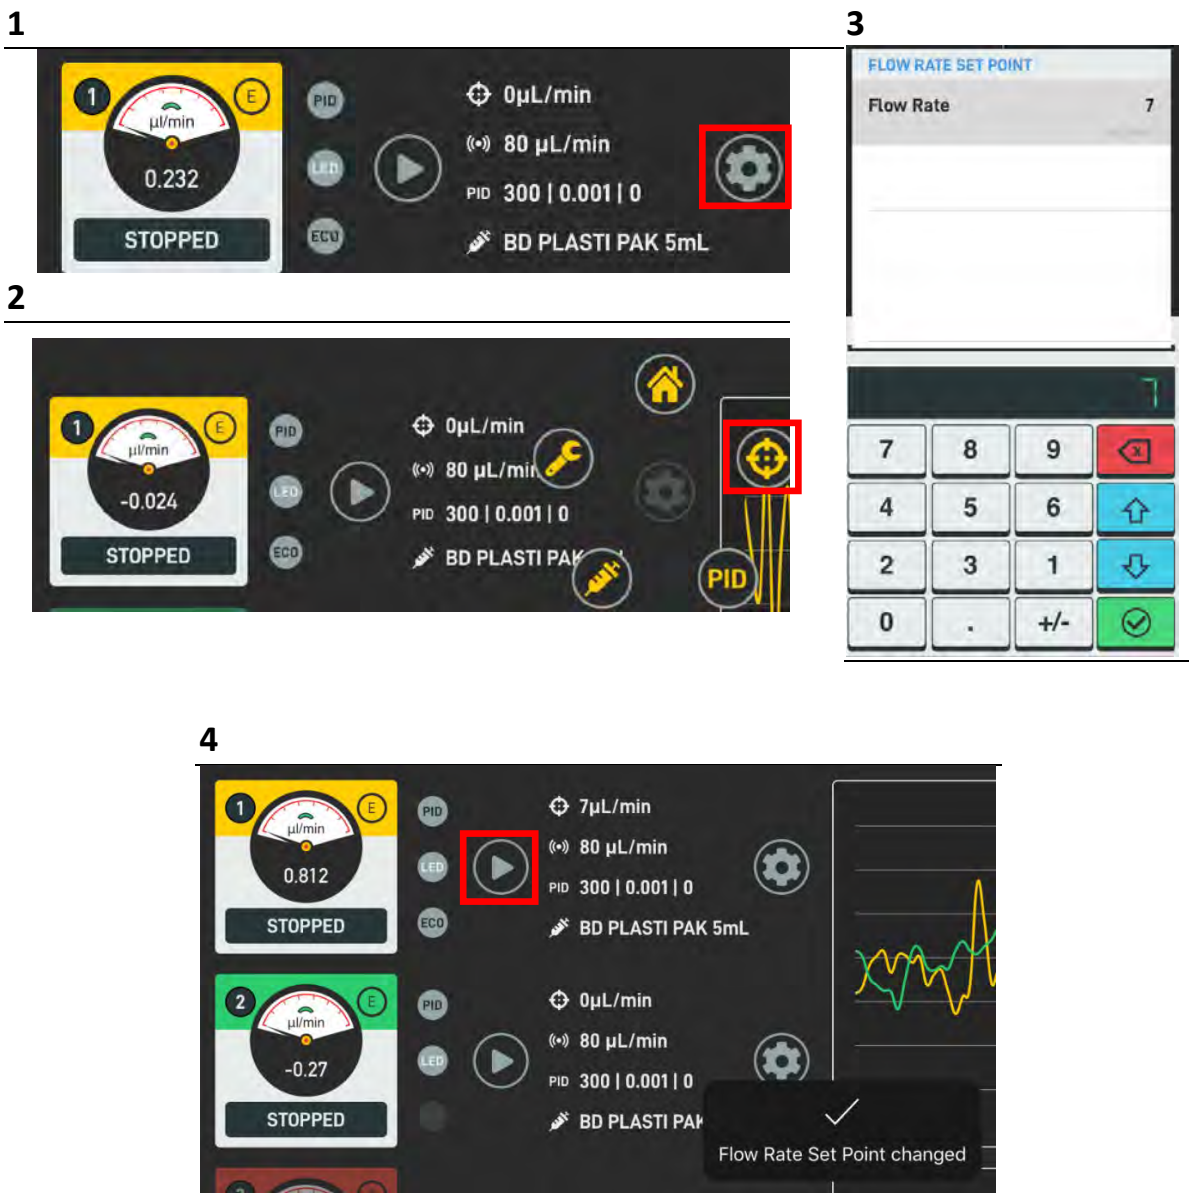 1
1
E
µl/min
0.232
STOPPED
PID
LED
ECO
0µL/min
80 µL/min
PID 300 | 0.001 | 0
BD PLASTI PAK 5mL
2
1
E
µl/min
-0.024
STOPPED
PID
LED
ECO
0µL/min
80 µL/min
PID 300 | 0.001 | 0
BD PLASTI PAK
PID
3
FLOW RATE SET POINT
Flow Rate 7
7
7 8 9 x
4 5 6
2 3 1
0 . +/-
4
1
E
µl/min
0.812
STOPPED
PID
LED
ECO
7µL/min
80 µL/min
PID 300 | 0.001 | 0
BD PLASTI PAK 5mL
2
E
µl/min
-0.27
STOPPED
PID
LED
0µL/min
80 µL/min
PID 300 | 0.001 | 0
BD PLASTI PAK
Flow Rate Set Point changed